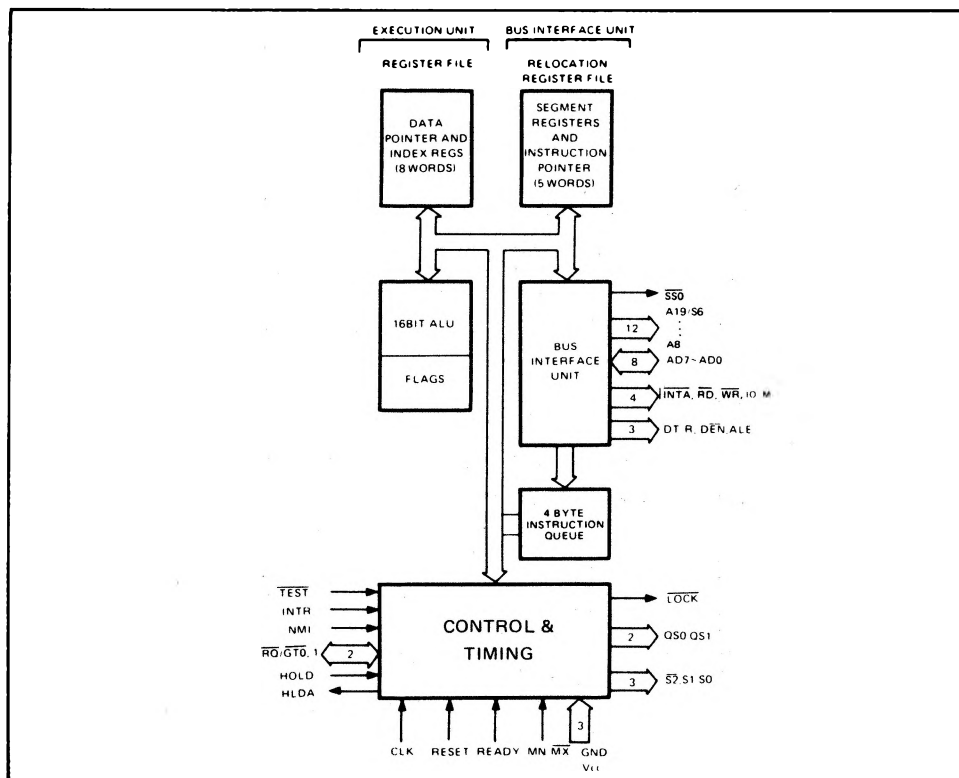 EXECUTION UNIT
BUS INTERFACE UNIT
REGISTER FILE
RELOCATION
REGISTER FILE
DATA
POINTER AND
INDEX REGS
(8 WORDS)
SEGMENT
REGISTERS
AND
INSTRUCTION
POINTER
(5 WORDS)
16BIT ALU
FLAGS
BUS
INTERFACE
UNIT
SS0
12
A19/S6
A8
8
AD7~AD0
4
INTA, RD, WR, IO M
3
DT R, DEN, ALE
4 BYTE
INSTRUCTION
QUEUE
CONTROL &
TIMING
TEST
INTR
NMI
RQ/GT0, 1
2
HOLD
HLDA
LOCK
2
QS0 QS1
3
S2 S1 S0
3
CLK
RESET
READY
MN MX
GND
VCC